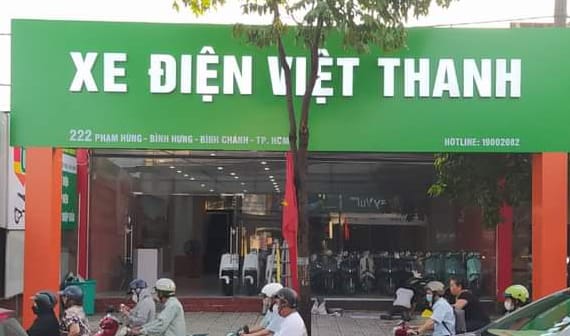 XE ĐIỆN VIỆT THANH
222 PHẠM HÙNG - BÌNH HƯNG - BÌNH CHÁNH - TP. HCM
HOTLINE: 19002082